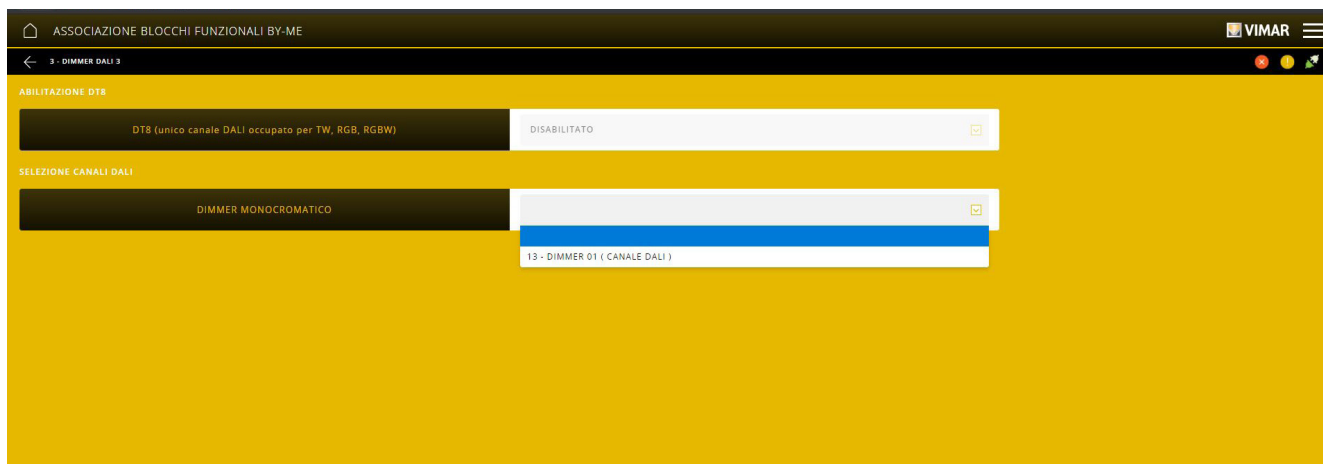 ASSOCIAZIONE BLOCCHI FUNZIONALI BY-ME
VIMAR
3 - DIMMER DALI 3
ABILITAZIONE DT8
DT8 (unico canale DALI occupato per TW, RGB, RGBW)
DISABILITATO
SELEZIONE CANALI DALI
DIMMER MONOCROMATICO
13 - DIMMER 01 ( CANALE DALI )